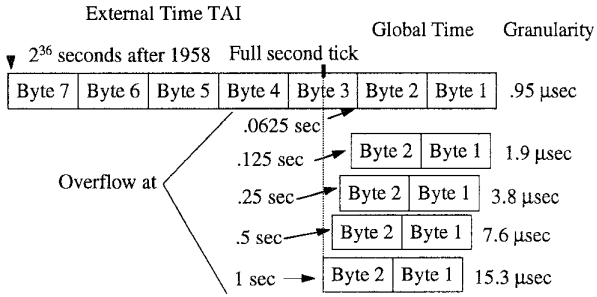 External Time TAI
Global Time Granularity
2³⁶ seconds after 1958 Full second tick
Byte 7 Byte 6 Byte 5 Byte 4 Byte 3 Byte 2 Byte 1 .95 μsec
.0625 sec
.125 sec Byte 2 Byte 1 1.9 μsec
Overflow at
.25 sec Byte 2 Byte 1 3.8 μsec
.5 sec Byte 2 Byte 1 7.6 μsec
1 sec Byte 2 Byte 1 15.3 μsec